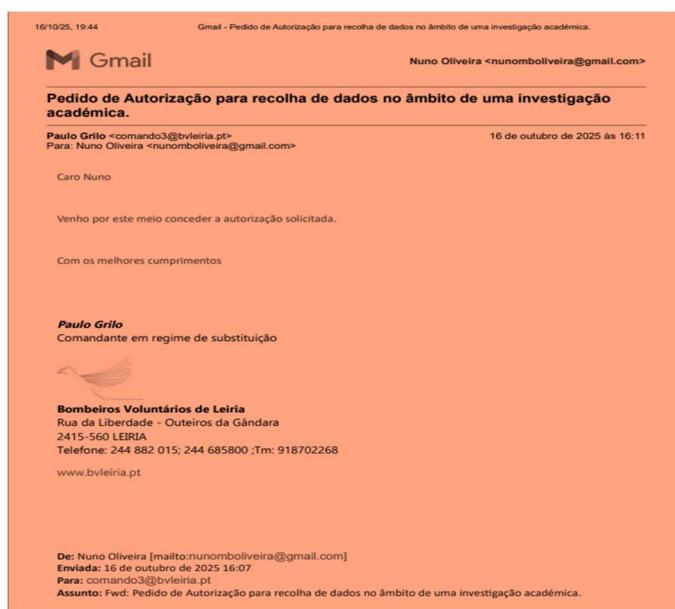 16/10/25, 19:44 Gmail - Pedido de Autorização para recolha de dados no âmbito de uma investigação académica.
Gmail Nuno Oliveira <nunomboliveira@gmail.com>
Pedido de Autorização para recolha de dados no âmbito de uma investigação
académica.
Paulo Grilo <comando3@bvleiria.pt> 16 de outubro de 2025 às 16:11
Para: Nuno Oliveira <nunomboliveira@gmail.com>
Caro Nuno
Venho por este meio conceder a autorização solicitada.
Com os melhores cumprimentos
Paulo Grilo
Comandante em regime de substituição
Bombeiros Voluntários de Leiria
Rua da Liberdade - Outeiros da Gândara
2415-560 LEIRIA
Telefone: 244 882 015; 244 685800 ;Tm: 918702268
www.bvleiria.pt
De: Nuno Oliveira [mailto:nunomboliveira@gmail.com]
Enviada: 16 de outubro de 2025 16:07
Para: comando3@bvleiria.pt
Assunto: Fwd: Pedido de Autorização para recolha de dados no âmbito de uma investigação académica.